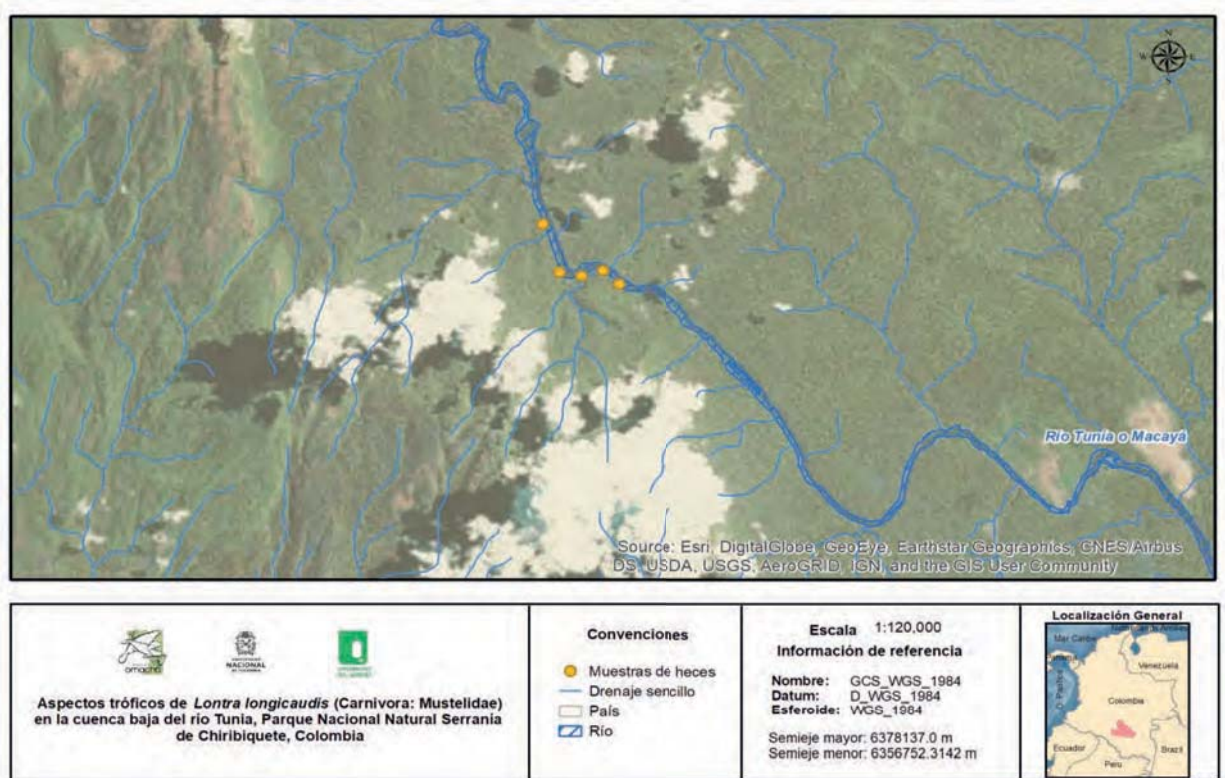 W E
Río Tunia o Macayá
Source: Esri, DigitalGlobe, GeoEye, Earthstar Geographics, CNES/Airbus
DS, USDA, USGS, AeroGRID, IGN, and the GIS User Community
omacha
NACIONAL
Aspectos tróficos de Lontra longicaudis (Carnivora: Mustelidae)
en la cuenca baja del río Tunia, Parque Nacional Natural Serranía
de Chiribiquete, Colombia
Convenciones
Muestras de heces
Drenaje sencillo
País
Río
Escala 1:120,000
Información de referencia
Nombre: GCS_WGS_1984
Datum: D_WGS_1984
Esferoide: WGS_1984
Semieje mayor: 6378137.0 m
Semieje menor: 6356752.3142 m
Localización General
Mar Caribe
Venezuela
O. Pacífico
Colombia
Ecuador
Brazil
Peru